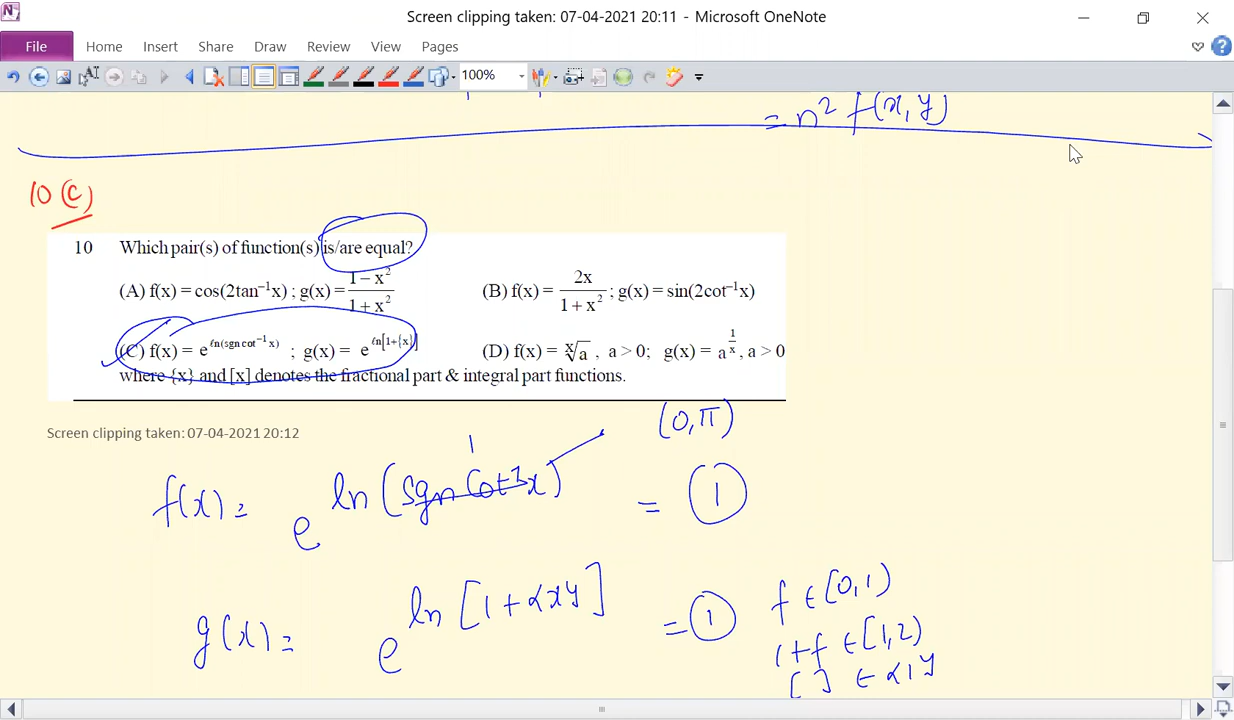 Screen clipping taken: 07-04-2021 20:11 - Microsoft OneNote
File Home Insert Share Draw Review View Pages
100%
= n² f(x, y)
10 (C)
10 Which pair(s) of function(s) is/are equal?
(A) f(x) = cos(2tan⁻¹x) ; g(x) = (1 − x²)/(1 + x²) (B) f(x) = 2x/(1 + x²) ; g(x) = sin(2cot⁻¹x)
(C) f(x) = e^ℓn(sgn cot⁻¹ x) ; g(x) = e^ℓn[1+{x}] (D) f(x) = ˣ√a , a > 0; g(x) = a^(1/x), a > 0
where {x} and [x] denotes the fractional part & integral part functions.
Screen clipping taken: 07-04-2021 20:12
(0, π)
1
f(x) = e^ln(sgn cot⁻¹x) = 1
g(x) = e^ln[1 + {x}] = 1
f ∈ [0, 1)
1+f ∈ [1, 2)
[ ] ∈ {1}